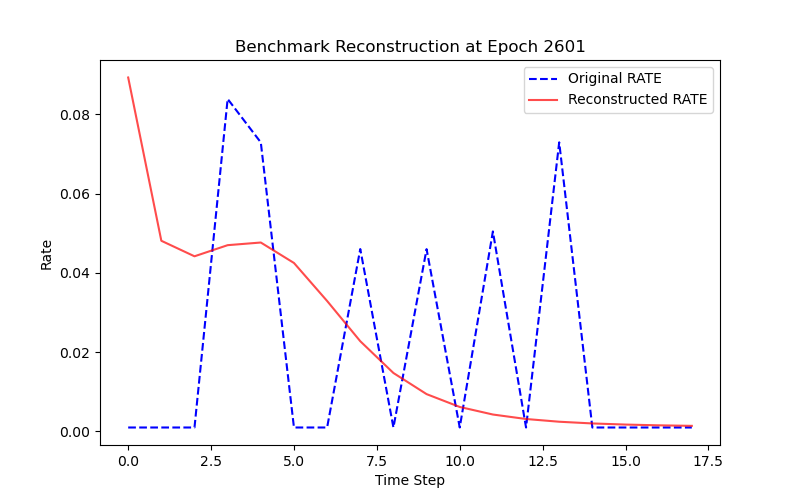 Benchmark Reconstruction at Epoch 2601
Original RATE
Reconstructed RATE
Rate
0.08
0.06
0.04
0.02
0.00
0.0 2.5 5.0 7.5 10.0 12.5 15.0 17.5
Time Step